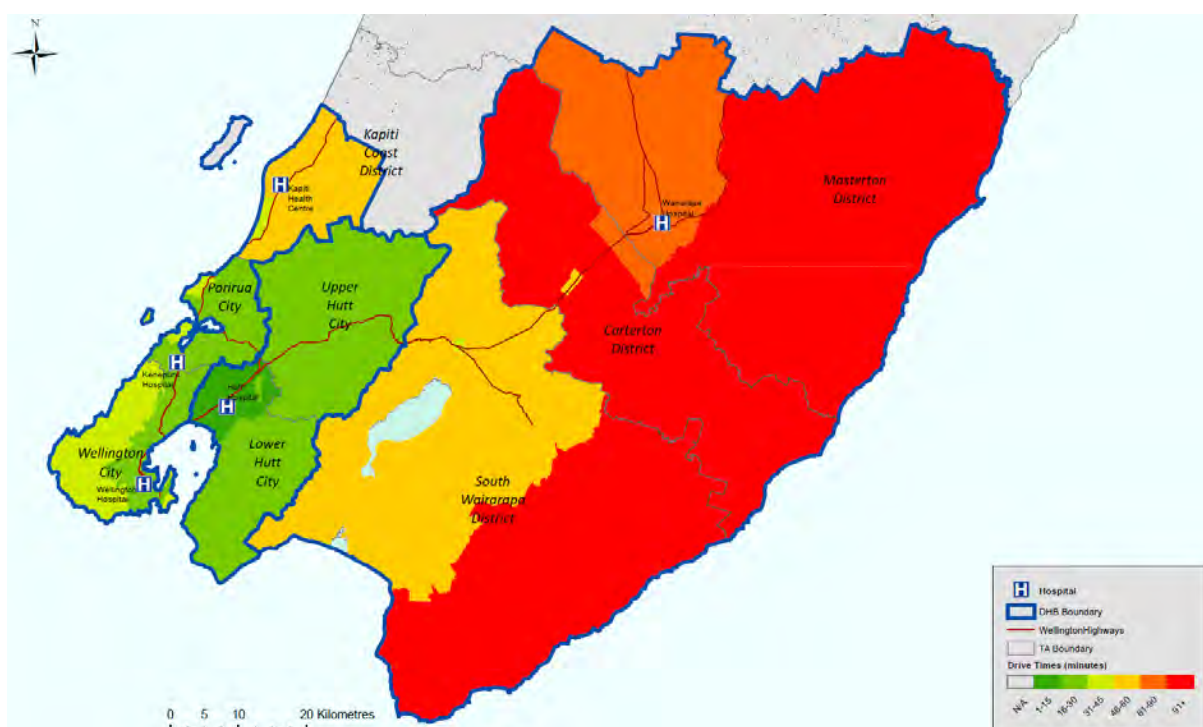 N
Kapiti
Coast
District
Kapiti
Health
Centre
Masterton
District
Wairarapa
Hospital
Porirua
City
Upper
Hutt
City
Carterton
District
Kenepuru
Hospital
Hutt
Hospital
Wellington
City
Wellington
Hospital
Lower
Hutt
City
South
Wairarapa
District
0 5 10 20 Kilometres
H Hospital
DHB Boundary
WellingtonHighways
TA Boundary
Drive Times (minutes)
N/A 1-15 16-30 31-45 46-60 61-90 91+